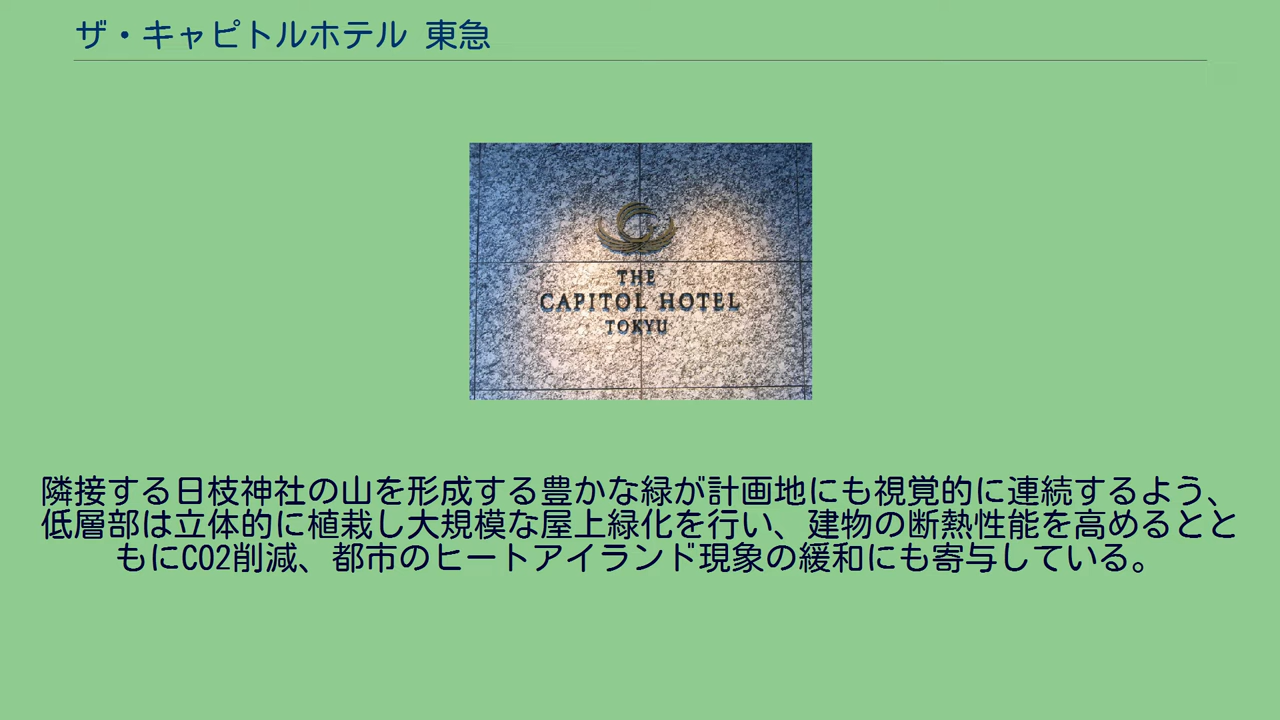 ザ・キャピトルホテル 東急
THE
CAPITOL HOTEL
TOKYU
隣接する日枝神社の山を形成する豊かな緑が計画地にも視覚的に連続するよう、
低層部は立体的に植栽し大規模な屋上緑化を行い、建物の断熱性能を高めるとと
もにCO2削減、都市のヒートアイランド現象の緩和にも寄与している。